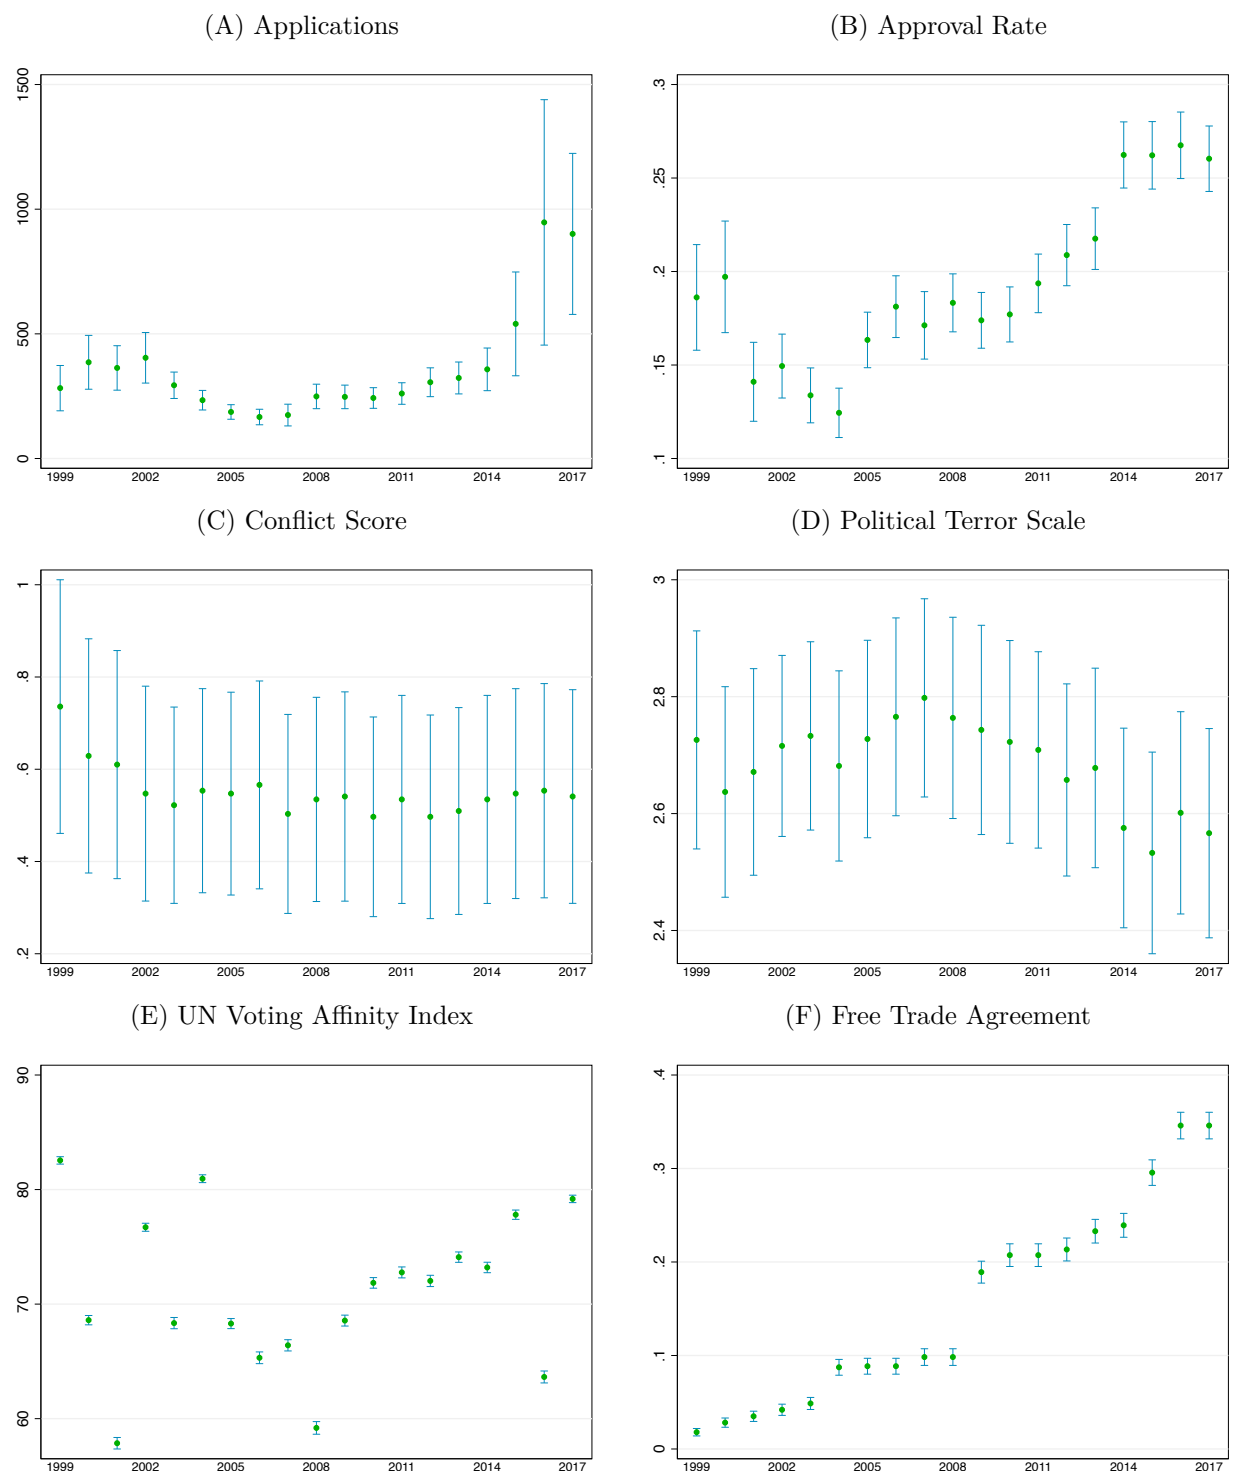 (A) Applications
(B) Approval Rate
1500
1000
500
0
1999 2002 2005 2008 2011 2014 2017
.3
.25
.2
.15
.1
1999 2002 2005 2008 2011 2014 2017
(C) Conflict Score
(D) Political Terror Scale
1
.8
.6
.4
.2
1999 2002 2005 2008 2011 2014 2017
3
2.8
2.6
2.4
1999 2002 2005 2008 2011 2014 2017
(E) UN Voting Affinity Index
(F) Free Trade Agreement
90
80
70
60
1999 2002 2005 2008 2011 2014 2017
.4
.3
.2
.1
0
1999 2002 2005 2008 2011 2014 2017